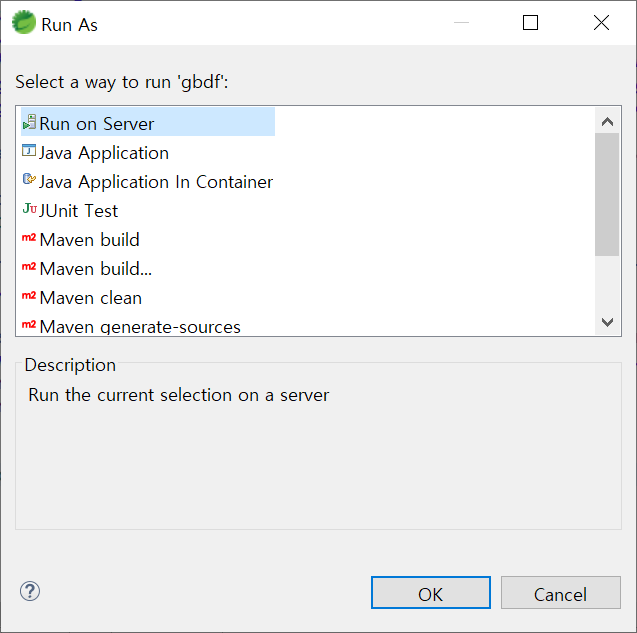 Run As
Select a way to run 'gbdf':
Run on Server
Java Application
Java Application In Container
JUnit Test
Maven build
Maven build...
Maven clean
Maven generate-sources
Description
Run the current selection on a server
OK
Cancel